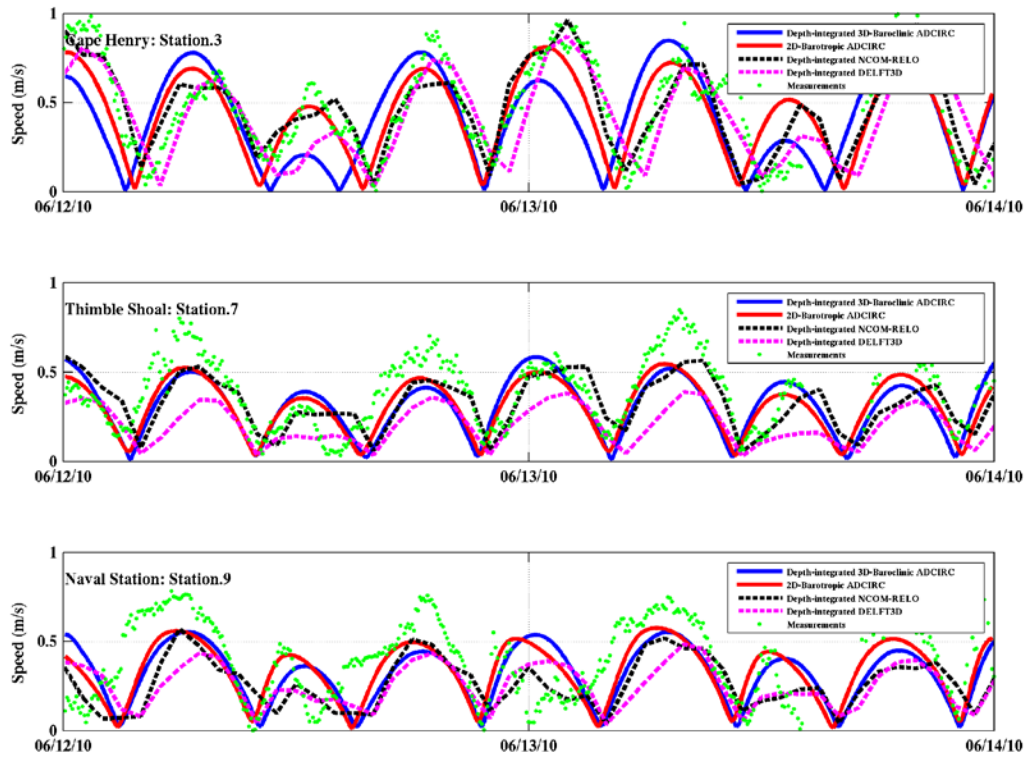 1
Cape Henry: Station.3
Depth-integrated 3D-Baroclinic ADCIRC
2D-Barotropic ADCIRC
Depth-integrated NCOM-RELO
Depth-integrated DELFT3D
Measurements
Speed (m/s)
0.5
0
06/12/10
06/13/10
06/14/10
1
Thimble Shoal: Station.7
Depth-integrated 3D-Baroclinic ADCIRC
2D-Barotropic ADCIRC
Depth-integrated NCOM-RELO
Depth-integrated DELFT3D
Measurements
Speed (m/s)
0.5
0
06/12/10
06/13/10
06/14/10
1
Naval Station: Station.9
Depth-integrated 3D-Baroclinic ADCIRC
2D-Barotropic ADCIRC
Depth-integrated NCOM-RELO
Depth-integrated DELFT3D
Measurements
Speed (m/s)
0.5
0
06/12/10
06/13/10
06/14/10